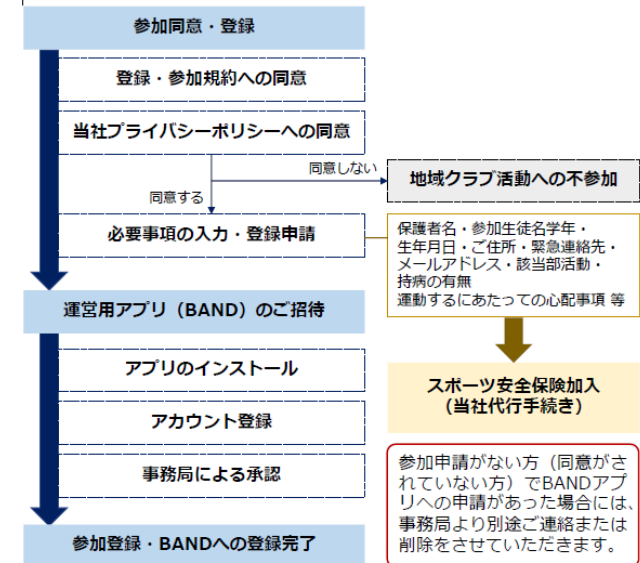 参加同意・登録
登録・参加規約への同意
当社プライバシーポリシーへの同意
同意しない
地域クラブ活動への不参加
同意する
必要事項の入力・登録申請
保護者名・参加生徒名学年・
生年月日・ご住所・緊急連絡先・
メールアドレス・該当部活動・
持病の有無
運動するにあたっての心配事項 等
運営用アプリ（BAND）のご招待
アプリのインストール
スポーツ安全保険加入
(当社代行手続き)
アカウント登録
事務局による承認
参加申請がない方（同意がさ
れていない方）でBANDアプ
リへの申請があった場合には、
事務局より別途ご連絡または
削除をさせていただきます。
参加登録・BANDへの登録完了